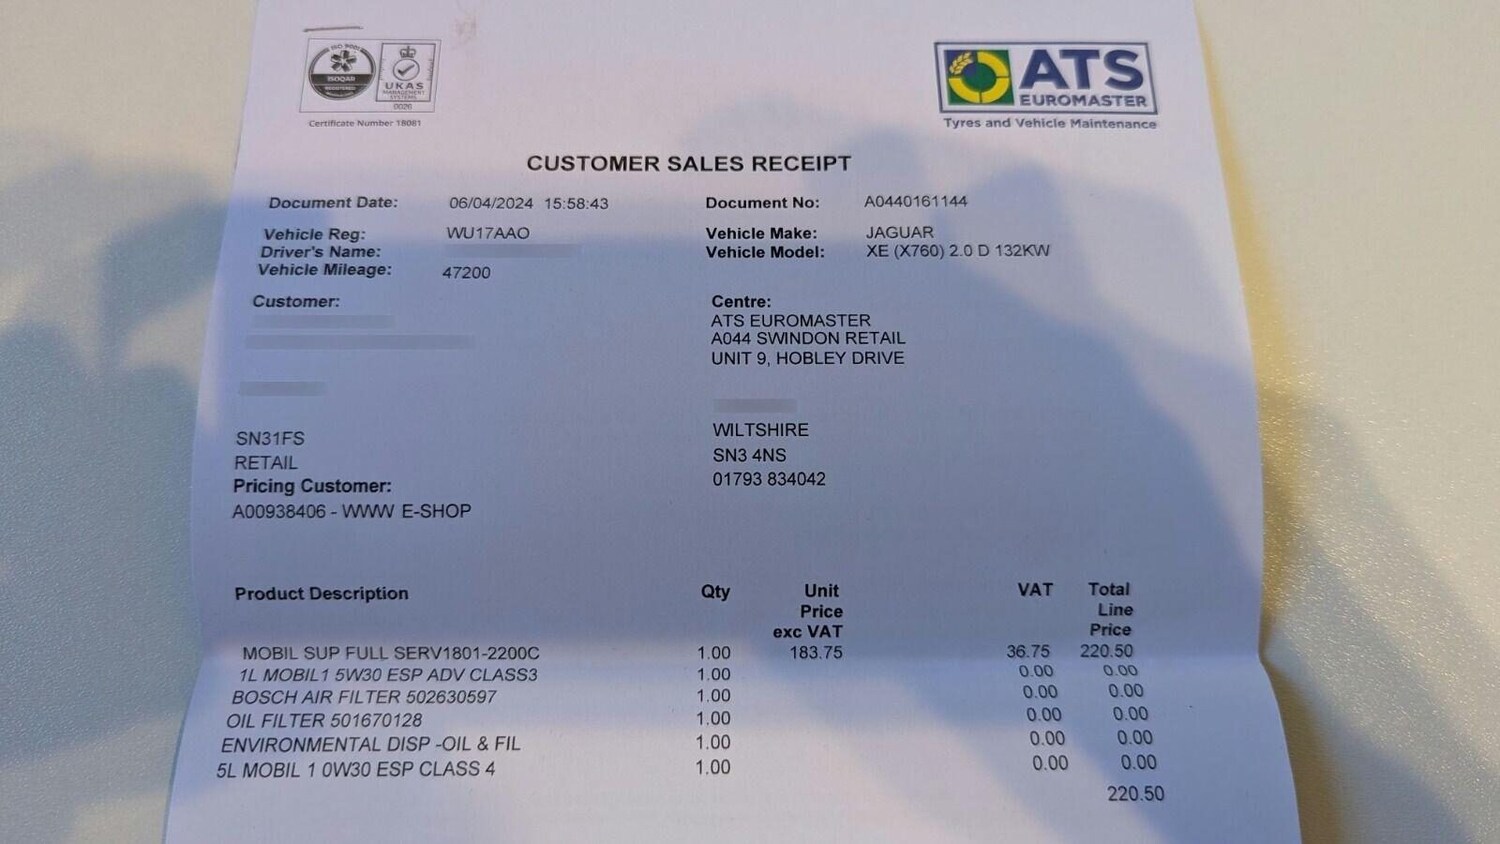 ISO 9001
ISOQAR
REGISTERED
UKAS
MANAGEMENT
SYSTEMS
0026
Certificate Number 18081
ATS
EUROMASTER
Tyres and Vehicle Maintenance
CUSTOMER SALES RECEIPT
Document Date: 06/04/2024 15:58:43 Document No: A0440161144
Vehicle Reg: WU17AAO Vehicle Make: JAGUAR
Driver's Name: Vehicle Model: XE (X760) 2.0 D 132KW
Vehicle Mileage: 47200
Customer: Centre:
ATS EUROMASTER
A044 SWINDON RETAIL
UNIT 9, HOBLEY DRIVE
WILTSHIRE
SN31FS
SN3 4NS
RETAIL
01793 834042
Pricing Customer:
A00938406 - WWW E-SHOP
Product Description Qty Unit Price exc VAT VAT Total Line Price
MOBIL SUP FULL SERV1801-2200C 1.00 183.75 36.75 220.50
1L MOBIL1 5W30 ESP ADV CLASS3 1.00 0.00 0.00
BOSCH AIR FILTER 502630597 1.00 0.00 0.00
OIL FILTER 501670128 1.00 0.00 0.00
ENVIRONMENTAL DISP -OIL & FIL 1.00 0.00 0.00
5L MOBIL 1 0W30 ESP CLASS 4 1.00 0.00 0.00
220.50